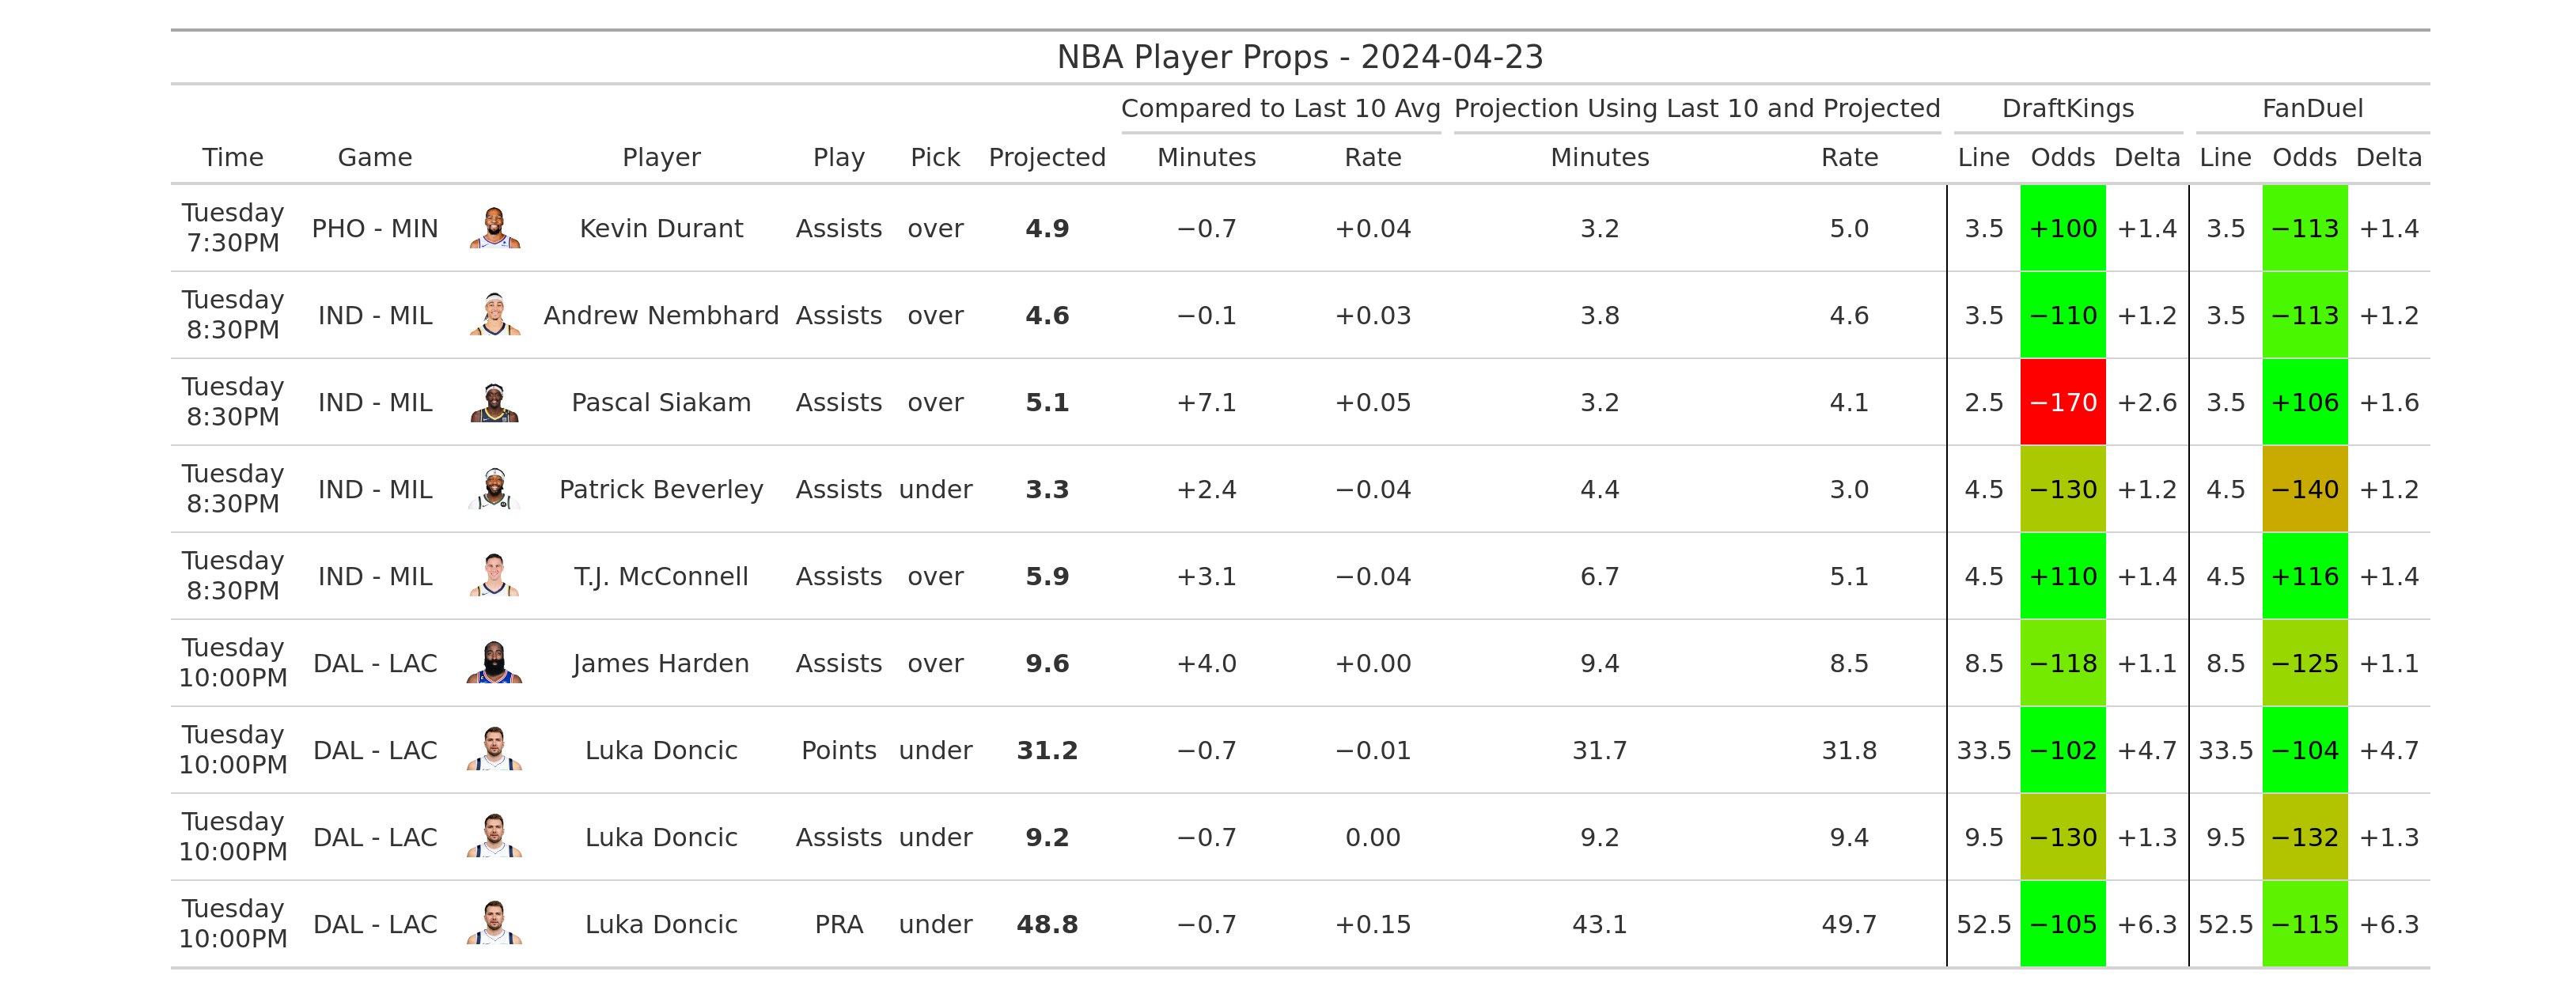 NBA Player Props - 2024-04-23
Compared to Last 10 Avg Projection Using Last 10 and Projected DraftKings FanDuel
Time Game Player Play Pick Projected Minutes Rate Minutes Rate Line Odds Delta Line Odds Delta
Tuesday
7:30PM PHO - MIN Kevin Durant Assists over 4.9 −0.7 +0.04 3.2 5.0 3.5 +100 +1.4 3.5 −113 +1.4
Tuesday
8:30PM IND - MIL Andrew Nembhard Assists over 4.6 −0.1 +0.03 3.8 4.6 3.5 −110 +1.2 3.5 −113 +1.2
Tuesday
8:30PM IND - MIL Pascal Siakam Assists over 5.1 +7.1 +0.05 3.2 4.1 2.5 −170 +2.6 3.5 +106 +1.6
Tuesday
8:30PM IND - MIL Patrick Beverley Assists under 3.3 +2.4 −0.04 4.4 3.0 4.5 −130 +1.2 4.5 −140 +1.2
Tuesday
8:30PM IND - MIL T.J. McConnell Assists over 5.9 +3.1 −0.04 6.7 5.1 4.5 +110 +1.4 4.5 +116 +1.4
Tuesday
10:00PM DAL - LAC James Harden Assists over 9.6 +4.0 +0.00 9.4 8.5 8.5 −118 +1.1 8.5 −125 +1.1
Tuesday
10:00PM DAL - LAC Luka Doncic Points under 31.2 −0.7 −0.01 31.7 31.8 33.5 −102 +4.7 33.5 −104 +4.7
Tuesday
10:00PM DAL - LAC Luka Doncic Assists under 9.2 −0.7 0.00 9.2 9.4 9.5 −130 +1.3 9.5 −132 +1.3
Tuesday
10:00PM DAL - LAC Luka Doncic PRA under 48.8 −0.7 +0.15 43.1 49.7 52.5 −105 +6.3 52.5 −115 +6.3